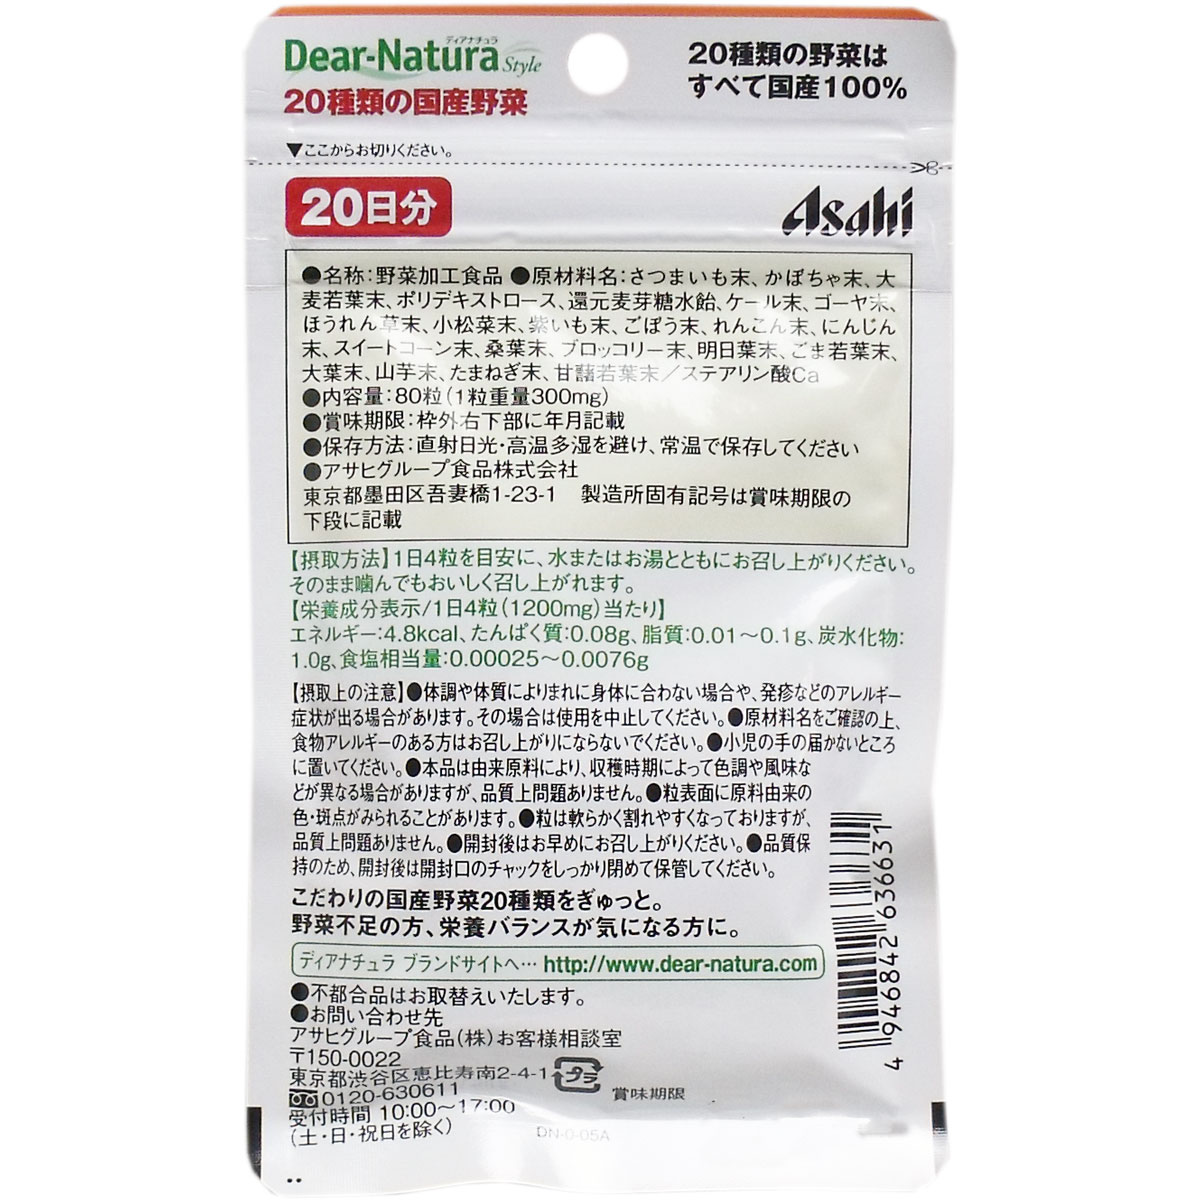 ディアナチュラ
Dear-Natura Style
20種類の国産野菜
20種類の野菜は
すべて国産100%
▼ここからお切りください。
20日分
Asahi
●名称:野菜加工食品 ●原材料名:さつまいも末、かぼちゃ末、大
麦若葉末、ポリデキストロース、還元麦芽糖水飴、ケール末、ゴーヤ末、
ほうれん草末、小松菜末、紫いも末、ごぼう末、れんこん末、にんじん
末、スイートコーン末、桑葉末、ブロッコリー末、明日葉末、ごま若葉末、
大葉末、山芋末、たまねぎ末、甘藷若葉末/ステアリン酸Ca
●内容量:80粒(1粒重量300mg)
●賞味期限:枠外右下部に年月記載
●保存方法:直射日光・高温多湿を避け、常温で保存してください
●アサヒグループ食品株式会社
東京都墨田区吾妻橋1-23-1 製造所固有記号は賞味期限の
下段に記載
【摂取方法】1日4粒を目安に、水またはお湯とともにお召し上がりください。
そのまま噛んでもおいしく召し上がれます。
【栄養成分表示/1日4粒(1200mg)当たり】
エネルギー:4.8kcal、たんぱく質:0.08g、脂質:0.01〜0.1g、炭水化物:
1.0g、食塩相当量:0.00025〜0.0076g
【摂取上の注意】●体調や体質によりまれに身体に合わない場合や、発疹などのアレルギー
症状が出る場合があります。その場合は使用を中止してください。●原材料名をご確認の上、
食物アレルギーのある方はお召し上がりにならないでください。●小児の手の届かないところ
に置いてください。●本品は由来原料により、収穫時期によって色調や風味な
どが異なる場合がありますが、品質上問題ありません。●粒表面に原料由来の
色・斑点がみられることがあります。●粒は軟らかく割れやすくなっておりますが、
品質上問題ありません。●開封後はお早めにお召し上がりください。●品質保
持のため、開封後は開封口のチャックをしっかり閉めて保管してください。
こだわりの国産野菜20種類をぎゅっと。
野菜不足の方、栄養バランスが気になる方に。
ディアナチュラ ブランドサイトへ… http://www.dear-natura.com
●不都合品はお取替えいたします。
●お問い合わせ先
アサヒグループ食品(株)お客様相談室
〒150-0022
東京都渋谷区恵比寿南2-4-1
プラ
0120-630611
受付時間 10:00〜17:00
(土・日・祝日を除く)
賞味期限
DN-0-05A
4 946842 636631